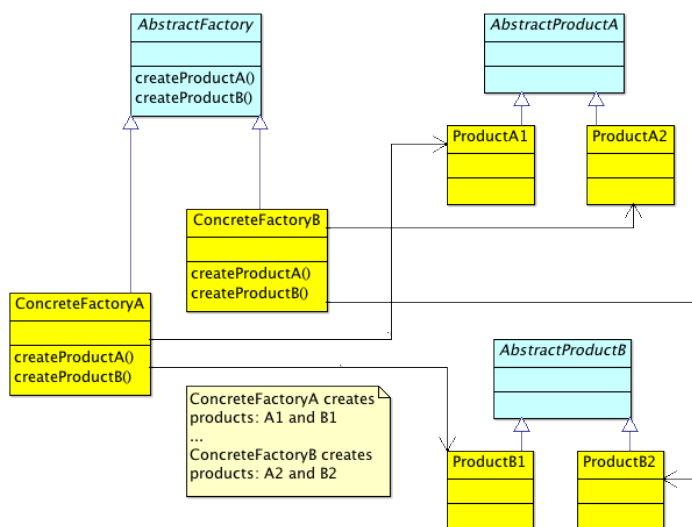 AbstractFactory
createProductA()
createProductB()
AbstractProductA
ProductA1
ProductA2
ConcreteFactoryB
createProductA()
createProductB()
ConcreteFactoryA
createProductA()
createProductB()
AbstractProductB
ConcreteFactoryA creates
products: A1 and B1
...
ConcreteFactoryB creates
products: A2 and B2
ProductB1
ProductB2